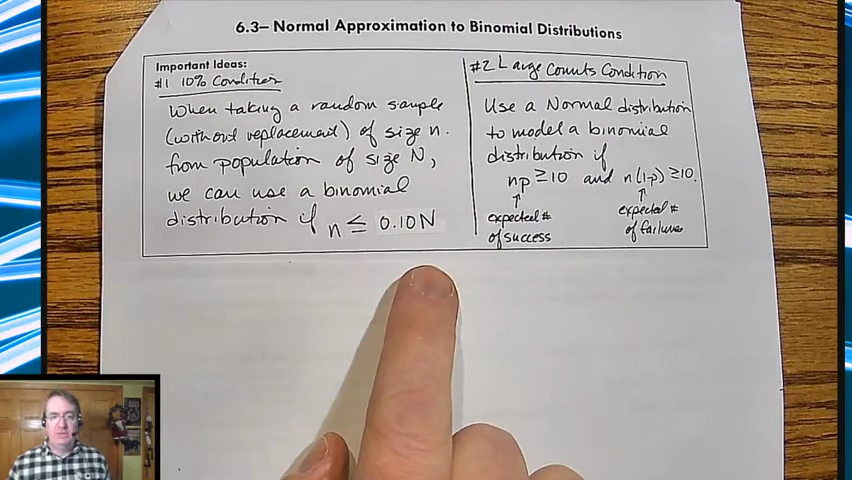 6.3– Normal Approximation to Binomial Distributions
Important Ideas:
#1 10% Condition
When taking a random sample
(without replacement) of size n.
from population of size N,
we can use a binomial
distribution if n ≤ 0.10N
#2 Large Counts Condition
Use a Normal distribution
to model a binomial
distribution if
np ≥10 and n(1-p) ≥10.
↑ ↑
expected # expected #
of success of failures